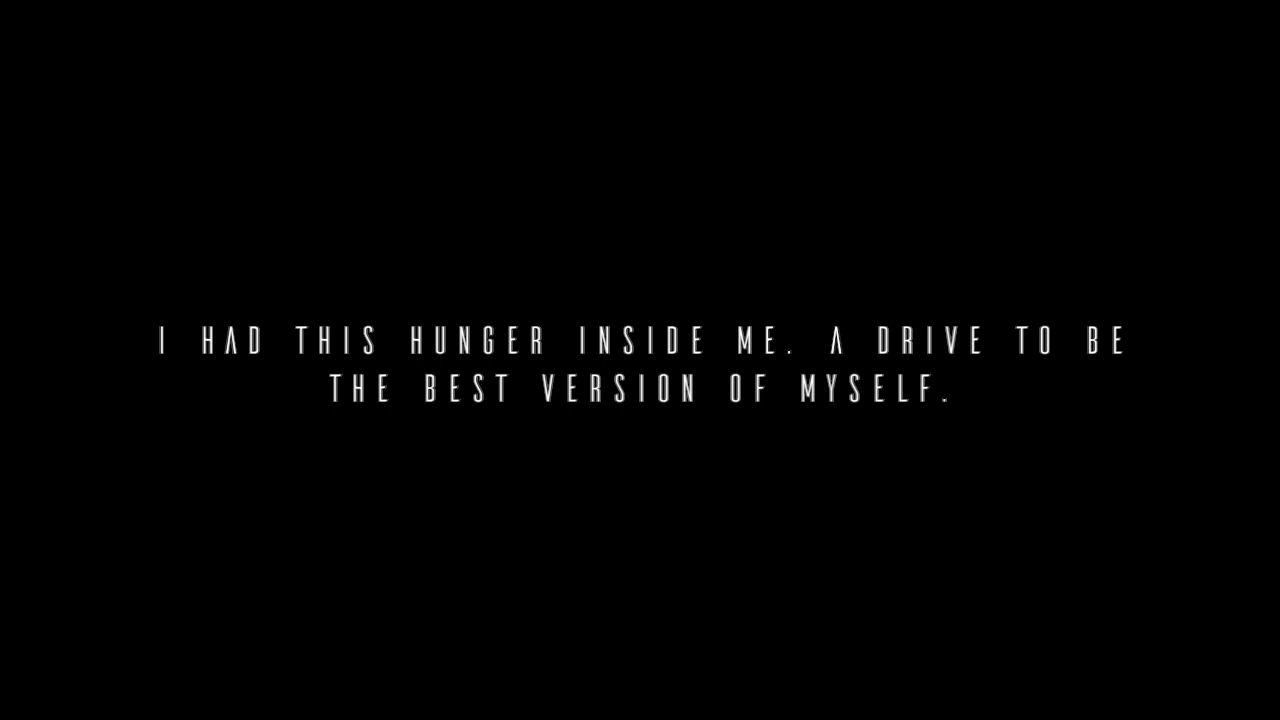 I HAD THIS HUNGER INSIDE ME. A DRIVE TO BE
THE BEST VERSION OF MYSELF.